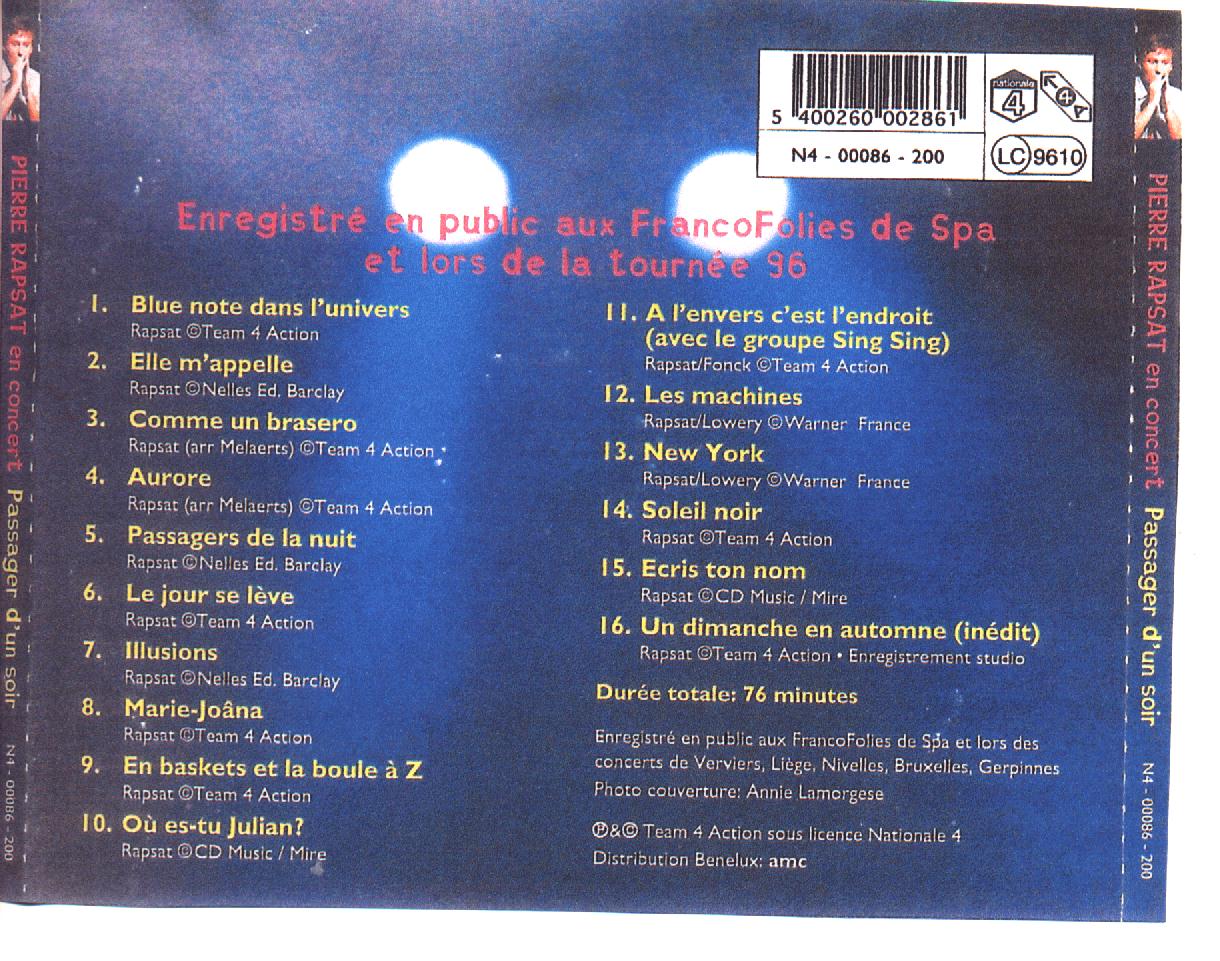 PIERRE RAPSAT en concert Passager d'un soir N4 - 00086 - 200
5 400260 002861
N4 - 00086 - 200
nationale
4
4
LC 9610
Enregistré en public aux FrancoFolies de Spa
et lors de la tournée 96
1. Blue note dans l'univers
Rapsat ©Team 4 Action
2. Elle m'appelle
Rapsat ©Nelles Ed. Barclay
3. Comme un brasero
Rapsat (arr Melaerts) ©Team 4 Action
4. Aurore
Rapsat (arr Melaerts) ©Team 4 Action
5. Passagers de la nuit
Rapsat ©Nelles Ed. Barclay
6. Le jour se lève
Rapsat ©Team 4 Action
7. Illusions
Rapsat ©Nelles Ed. Barclay
8. Marie-Joâna
Rapsat ©Team 4 Action
9. En baskets et la boule à Z
Rapsat ©Team 4 Action
10. Où es-tu Julian?
Rapsat ©CD Music / Mire
11. A l'envers c'est l'endroit
(avec le groupe Sing Sing)
Rapsat/Fonck ©Team 4 Action
12. Les machines
Rapsat/Lowery ©Warner France
13. New York
Rapsat/Lowery ©Warner France
14. Soleil noir
Rapsat ©Team 4 Action
15. Ecris ton nom
Rapsat ©CD Music / Mire
16. Un dimanche en automne (inédit)
Rapsat ©Team 4 Action • Enregistrement studio
Durée totale: 76 minutes
Enregistré en public aux FrancoFolies de Spa et lors des
concerts de Verviers, Liège, Nivelles, Bruxelles, Gerpinnes
Photo couverture: Annie Lamorgese
℗&© Team 4 Action sous licence Nationale 4
Distribution Benelux: amc
PIERRE RAPSAT en concert Passager d'un soir N4 - 00086 - 200